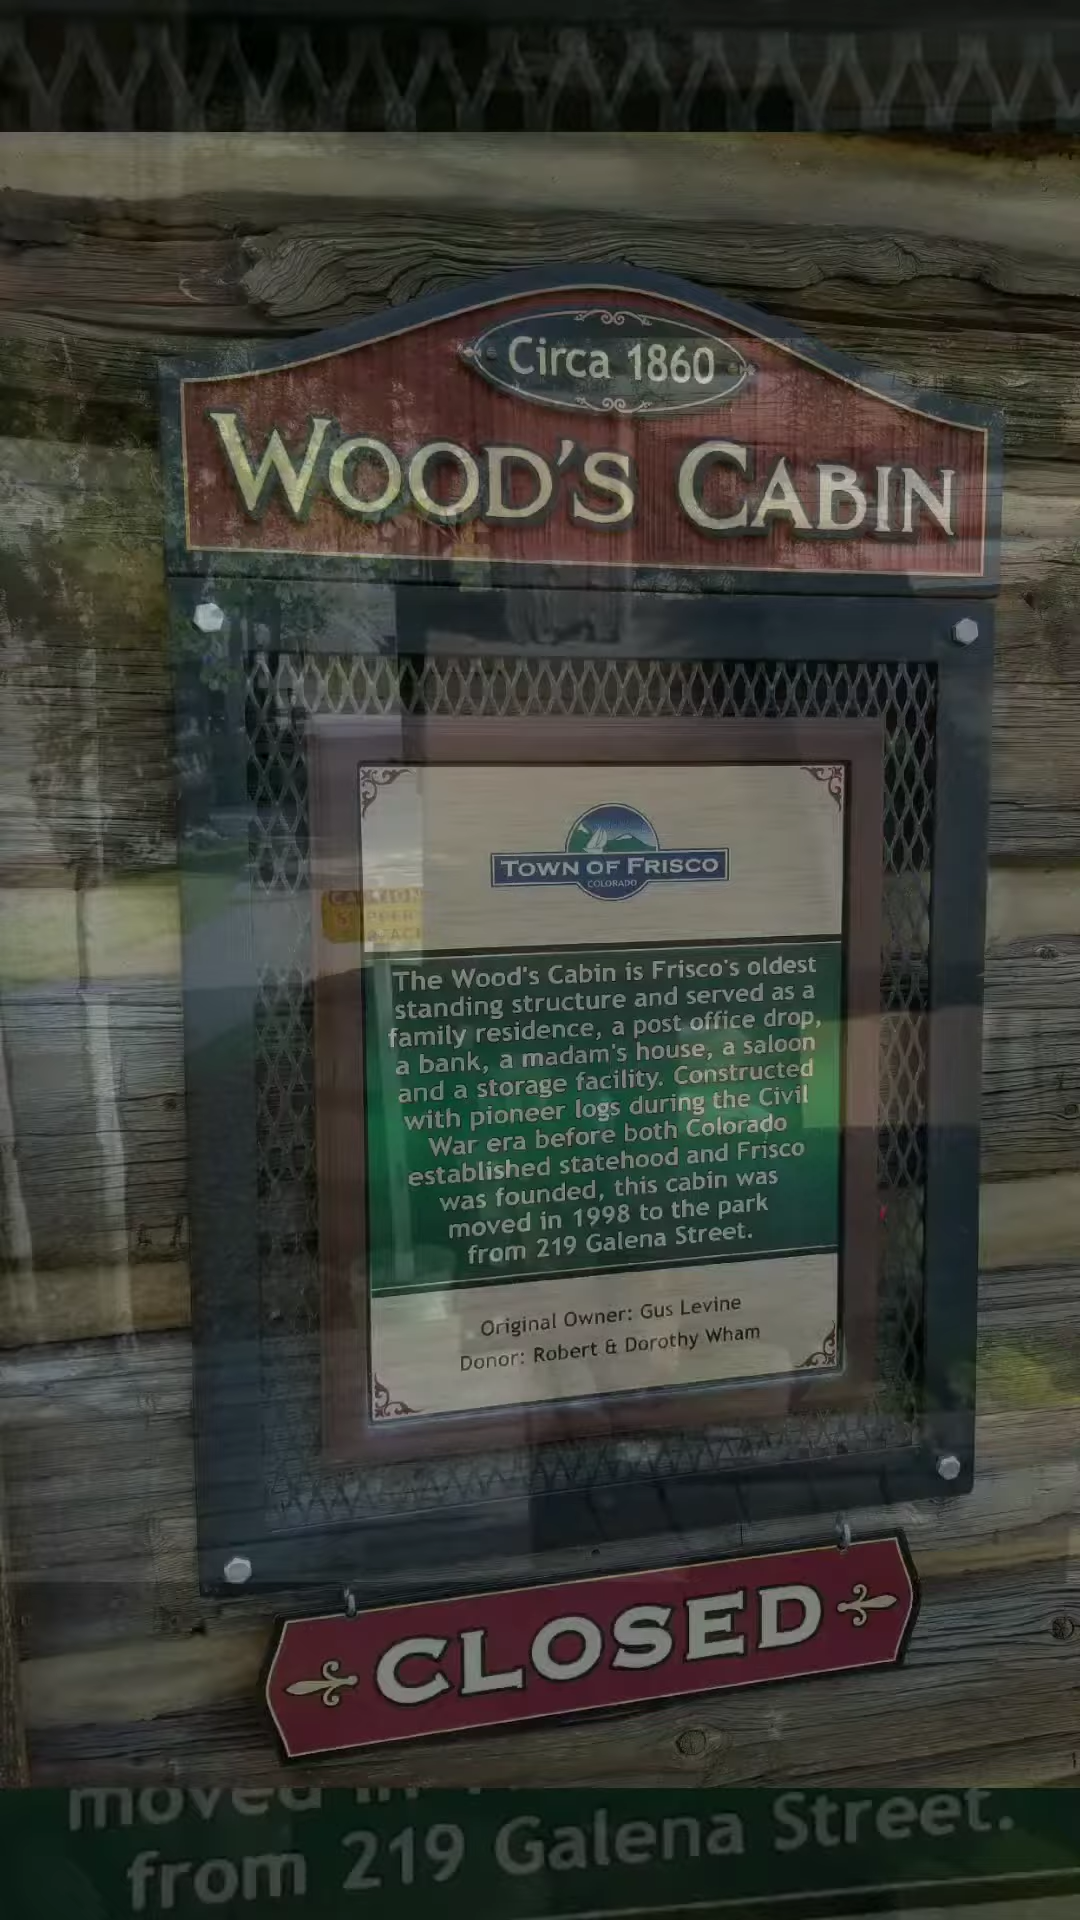 Circa 1860
WOOD'S CABIN
TOWN OF FRISCO
COLORADO
CAUTION
The Wood's Cabin is Frisco's oldest
standing structure and served as a
family residence, a post office drop,
a bank, a madam's house, a saloon
and a storage facility. Constructed
with pioneer logs during the Civil
War era before both Colorado
established statehood and Frisco
was founded, this cabin was
moved in 1998 to the park
from 219 Galena Street.
Original Owner: Gus Levine
Donor: Robert & Dorothy Wham
CLOSED
moved in
from 219 Galena Street.